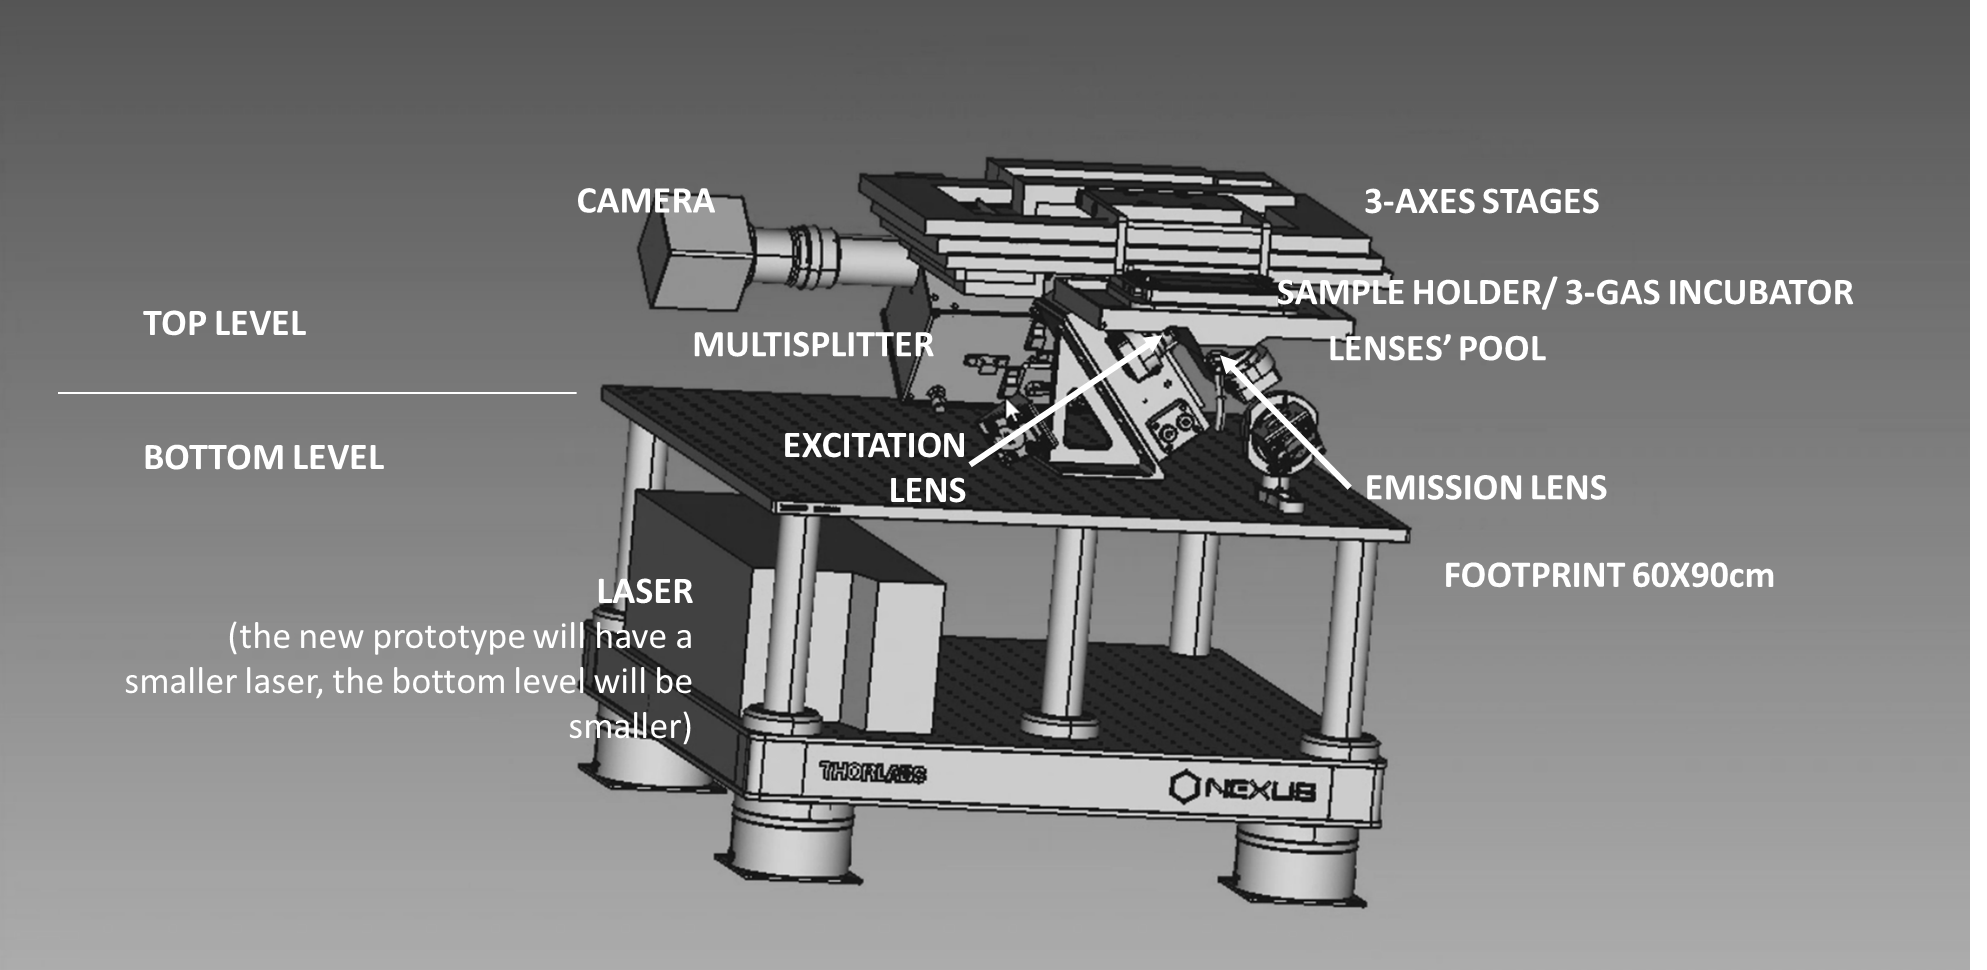 CAMERA
3-AXES STAGES
SAMPLE HOLDER/ 3-GAS INCUBATOR
TOP LEVEL
MULTISPLITTER
LENSES’ POOL
BOTTOM LEVEL
EXCITATION
LENS
EMISSION LENS
FOOTPRINT 60X90cm
LASER
(the new prototype will have a
smaller laser, the bottom level will be
smaller)
THORLABS
NEXUS